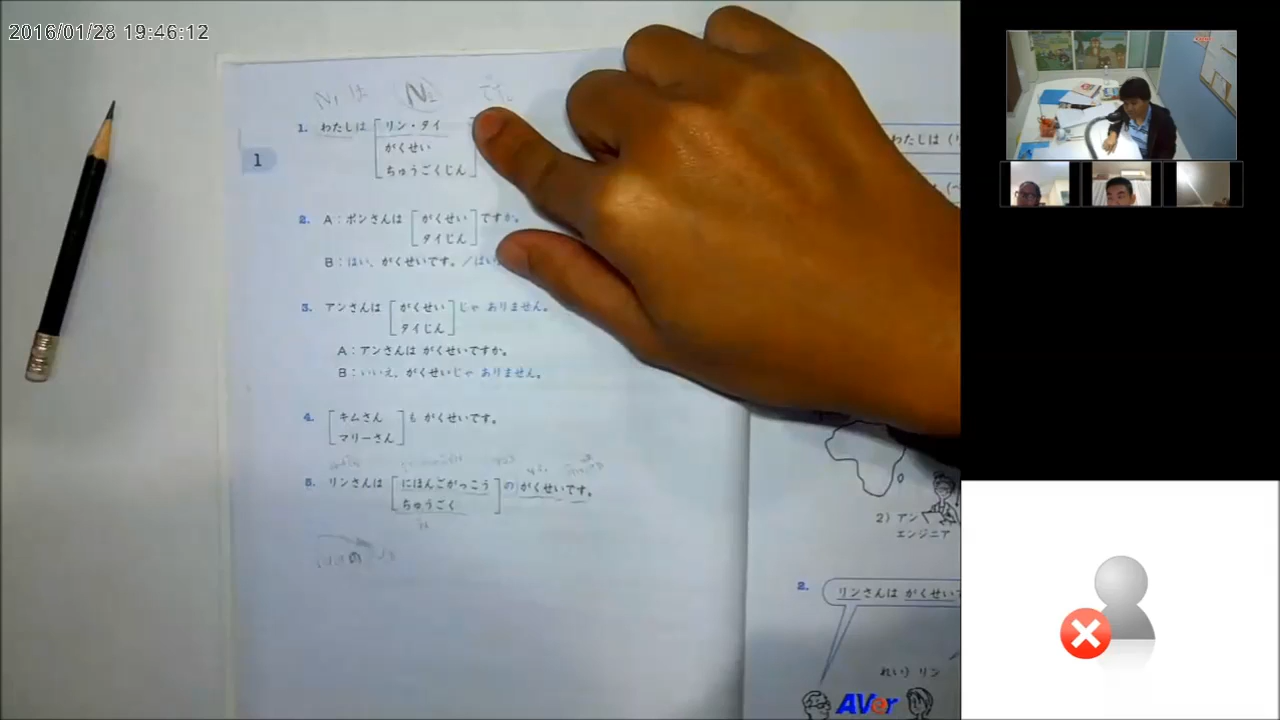 2016/01/28 19:46:12
N1 は N2 です。
1. わたしは [リン・タイ
がくせい
ちゅうごくじん]
1
2. A:ポンさんは [がくせい
タイじん] ですか。
B:はい、がくせいです。/はい
3. アンさんは [がくせい
タイじん] じゃ ありません。
A:アンさんは がくせいですか。
B:いいえ、がくせいじゃ ありません。
4. [キムさん
マリーさん] も がくせいです。
5. リンさんは [にほんごがっこう
ちゅうごく] の がくせいです。
わたしは (リ
2) アン
エンジニア
2. リンさんは がくせいで
れい) リン
AVer